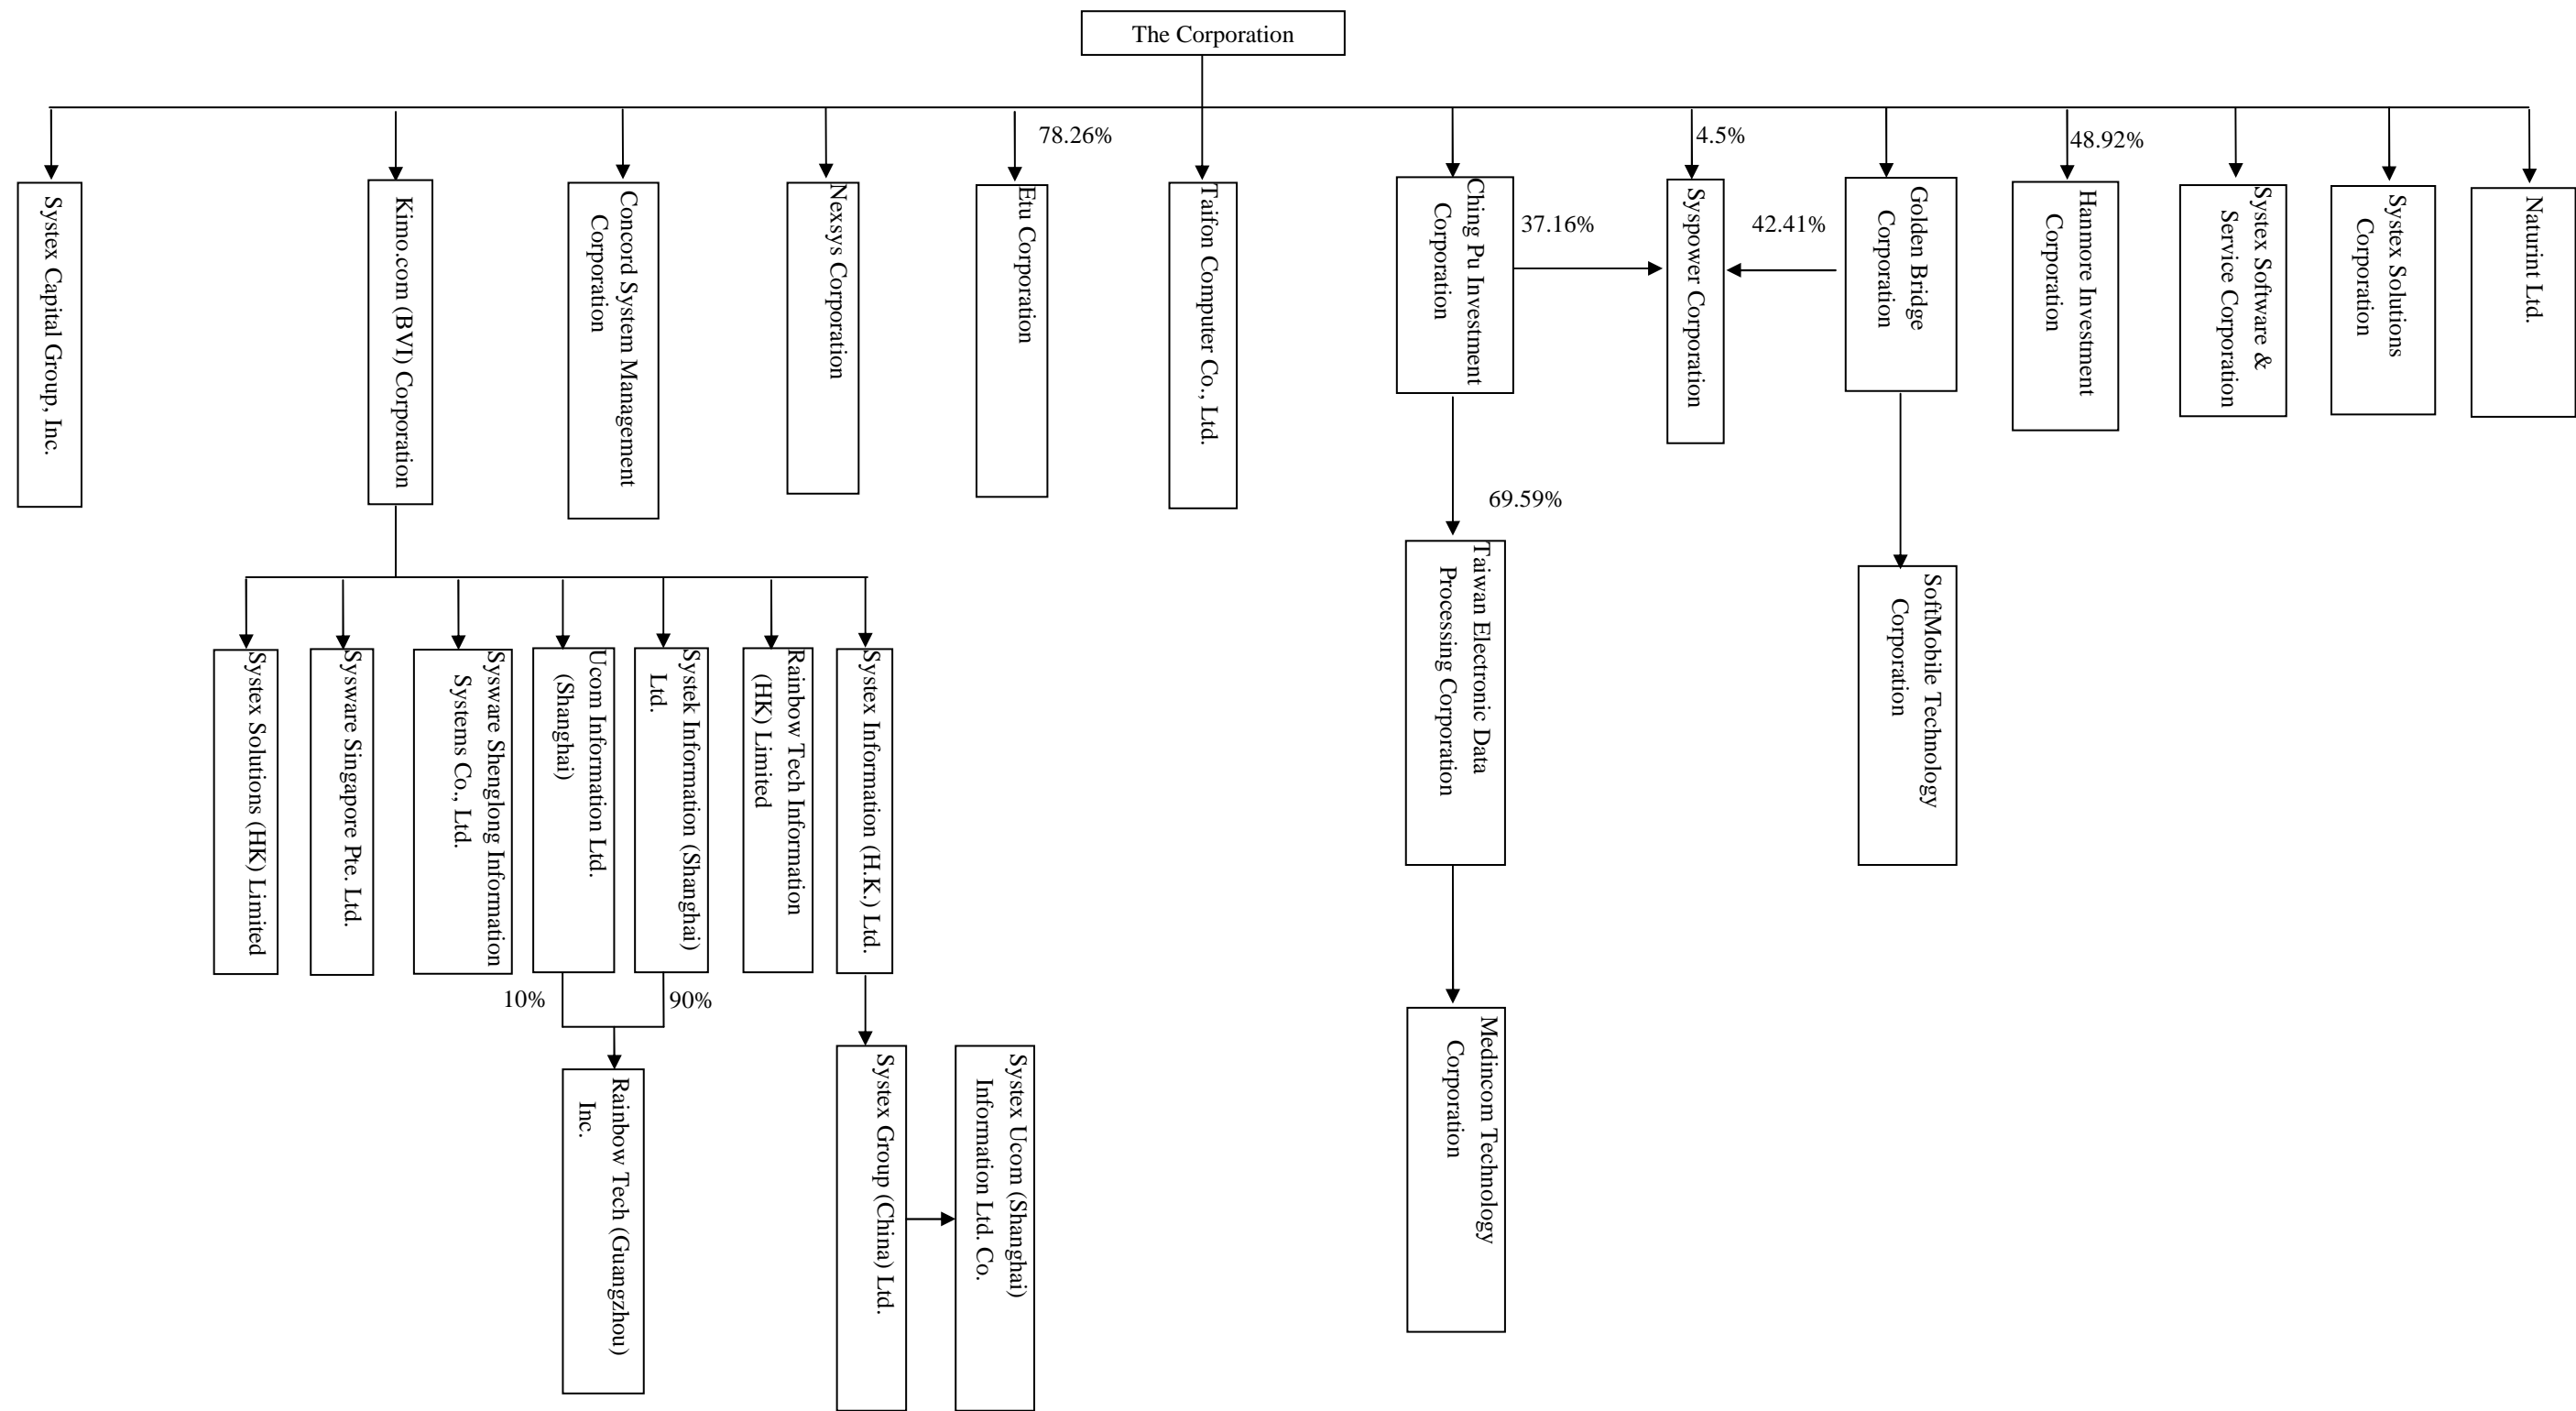 The Corporation
78.26%
4.5%
48.92%
Systex Capital Group, Inc.
Kimo.com (BVI) Corporation
Concord System Management
Corporation
Nexsys Corporation
Etu Corporation
Taifon Computer Co., Ltd.
Ching Pu Investment
Corporation
37.16%
Syspower Corporation
42.41%
Golden Bridge
Corporation
Hanmore Investment
Corporation
Systex Software &
Service Corporation
Systex Solutions
Corporation
Naturint Ltd.
69.59%
Systex Solutions (HK) Limited
Sysware Singapore Pte. Ltd.
Sysware Shenglong Information
Systems Co., Ltd.
Ucom Information Ltd.
(Shanghai)
Systek Information (Shanghai)
Ltd.
Rainbow Tech Information
(HK) Limited
Systex Information (H.K.) Ltd.
Taiwan Electronic Data
Processing Corporation
SoftMobile Technology
Corporation
10%
90%
Rainbow Tech (Guangzhou)
Inc.
Systex Group (China) Ltd.
Systex Ucom (Shanghai)
Information Ltd. Co.
Medincom Technology
Corporation